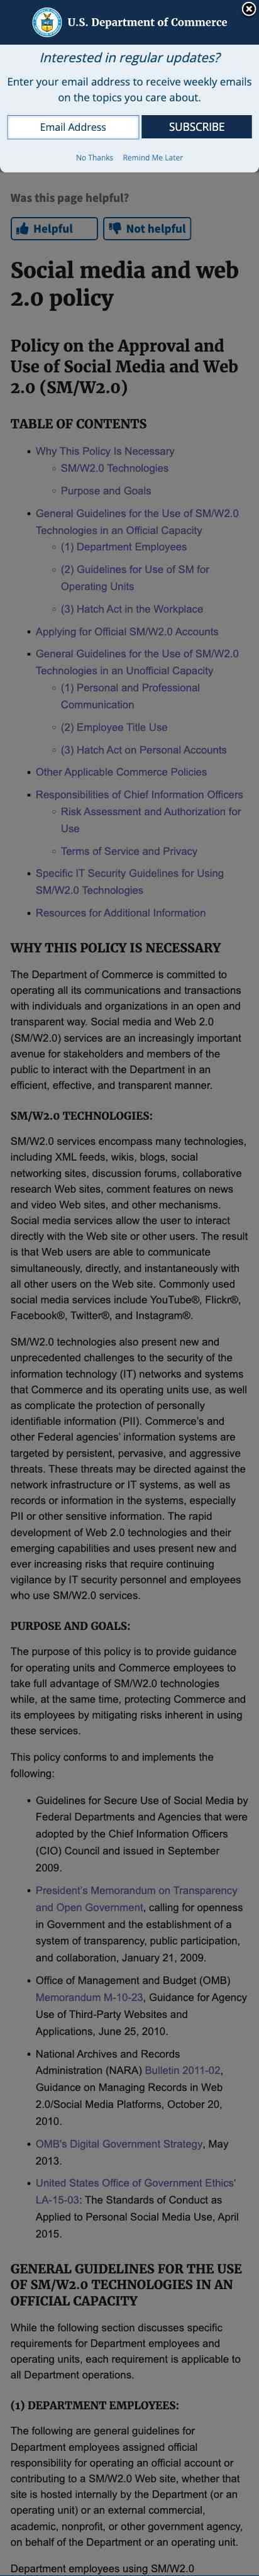 U.S. Department of Commerce
Interested in regular updates?
Enter your email address to receive weekly emails
on the topics you care about.
Email Address
SUBSCRIBE
No Thanks Remind Me Later
Was this page helpful?
Helpful
Not helpful
Social media and web
2.0 policy
Policy on the Approval and
Use of Social Media and Web
2.0 (SM/W2.0)
TABLE OF CONTENTS
• Why This Policy Is Necessary
◦ SM/W2.0 Technologies
◦ Purpose and Goals
• General Guidelines for the Use of SM/W2.0
Technologies in an Official Capacity
◦ (1) Department Employees
◦ (2) Guidelines for Use of SM for
Operating Units
◦ (3) Hatch Act in the Workplace
• Applying for Official SM/W2.0 Accounts
• General Guidelines for the Use of SM/W2.0
Technologies in an Unofficial Capacity
◦ (1) Personal and Professional
Communication
◦ (2) Employee Title Use
◦ (3) Hatch Act on Personal Accounts
• Other Applicable Commerce Policies
• Responsibilities of Chief Information Officers
◦ Risk Assessment and Authorization for
Use
◦ Terms of Service and Privacy
• Specific IT Security Guidelines for Using
SM/W2.0 Technologies
• Resources for Additional Information
WHY THIS POLICY IS NECESSARY
The Department of Commerce is committed to
operating all its communications and transactions
with individuals and organizations in an open and
transparent way. Social media and Web 2.0
(SM/W2.0) services are an increasingly important
avenue for stakeholders and members of the
public to interact with the Department in an
efficient, effective, and transparent manner.
SM/W2.0 TECHNOLOGIES:
SM/W2.0 services encompass many technologies,
including XML feeds, wikis, blogs, social
networking sites, discussion forums, collaborative
research Web sites, comment features on news
and video Web sites, and other mechanisms.
Social media services allow the user to interact
directly with the Web site or other users. The result
is that Web users are able to communicate
simultaneously, directly, and instantaneously with
all other users on the Web site. Commonly used
social media services include YouTube®, Flickr®,
Facebook®, Twitter®, and Instagram®.
SM/W2.0 technologies also present new and
unprecedented challenges to the security of the
information technology (IT) networks and systems
that Commerce and its operating units use, as well
as complicate the protection of personally
identifiable information (PII). Commerce's and
other Federal agencies' information systems are
targeted by persistent, pervasive, and aggressive
threats. These threats may be directed against the
network infrastructure or IT systems, as well as
records or information in the systems, especially
PII or other sensitive information. The rapid
development of Web 2.0 technologies and their
emerging capabilities and uses present new and
ever increasing risks that require continuing
vigilance by IT security personnel and employees
who use SM/W2.0 services.
PURPOSE AND GOALS:
The purpose of this policy is to provide guidance
for operating units and Commerce employees to
take full advantage of SM/W2.0 technologies
while, at the same time, protecting Commerce and
its employees by mitigating risks inherent in using
these services.
This policy conforms to and implements the
following:
• Guidelines for Secure Use of Social Media by
Federal Departments and Agencies that were
adopted by the Chief Information Officers
(CIO) Council and issued in September
2009.
• President's Memorandum on Transparency
and Open Government, calling for openness
in Government and the establishment of a
system of transparency, public participation,
and collaboration, January 21, 2009.
• Office of Management and Budget (OMB)
Memorandum M-10-23, Guidance for Agency
Use of Third-Party Websites and
Applications, June 25, 2010.
• National Archives and Records
Administration (NARA) Bulletin 2011-02,
Guidance on Managing Records in Web
2.0/Social Media Platforms, October 20,
2010.
• OMB's Digital Government Strategy, May
2013.
• United States Office of Government Ethics'
LA-15-03: The Standards of Conduct as
Applied to Personal Social Media Use, April
2015.
GENERAL GUIDELINES FOR THE USE
OF SM/W2.0 TECHNOLOGIES IN AN
OFFICIAL CAPACITY
While the following section discusses specific
requirements for Department employees and
operating units, each requirement is applicable to
all Department operations.
(1) DEPARTMENT EMPLOYEES:
The following are general guidelines for
Department employees assigned official
responsibility for operating an official account or
contributing to a SM/W2.0 Web site, whether that
site is hosted internally by the Department (or an
operating unit) or an external commercial,
academic, nonprofit, or other government agency,
on behalf of the Department or an operating unit.
Department employees using SM/W2.0